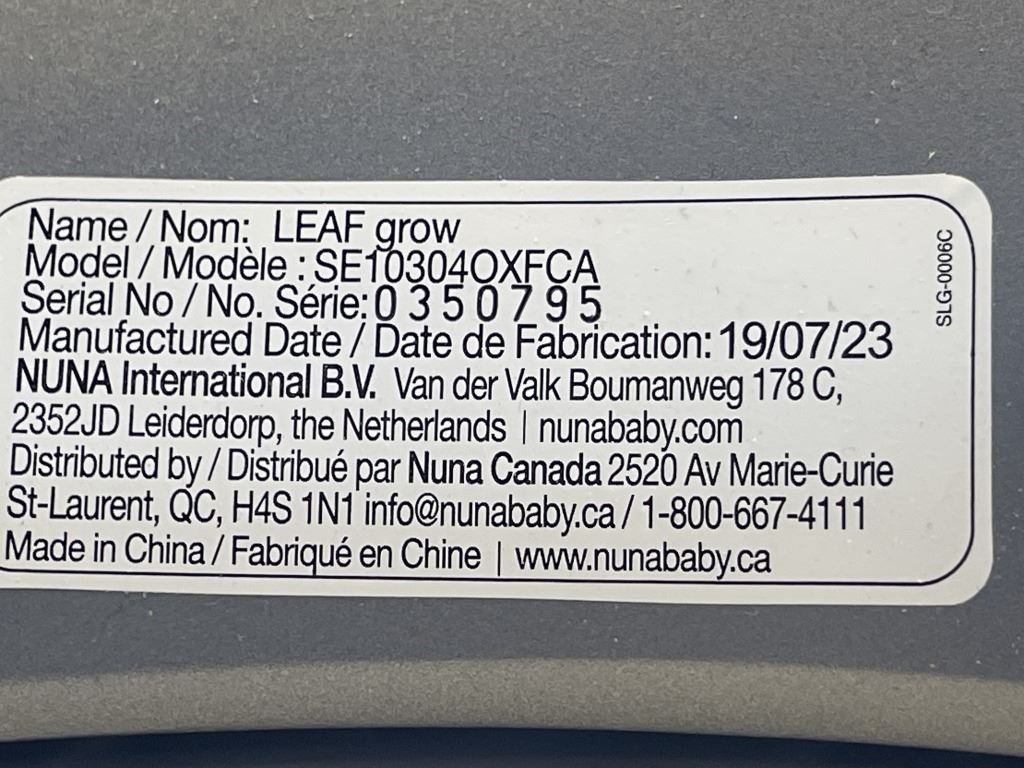 Name / Nom: LEAF grow
Model / Modèle : SE10304OXFCA
Serial No / No. Série: 0350795
Manufactured Date / Date de Fabrication: 19/07/23
NUNA International B.V. Van der Valk Boumanweg 178 C,
2352JD Leiderdorp, the Netherlands | nunababy.com
Distributed by / Distribué par Nuna Canada 2520 Av Marie-Curie
St-Laurent, QC, H4S 1N1 info@nunababy.ca / 1-800-667-4111
Made in China / Fabriqué en Chine | www.nunababy.ca
SLG-0006C